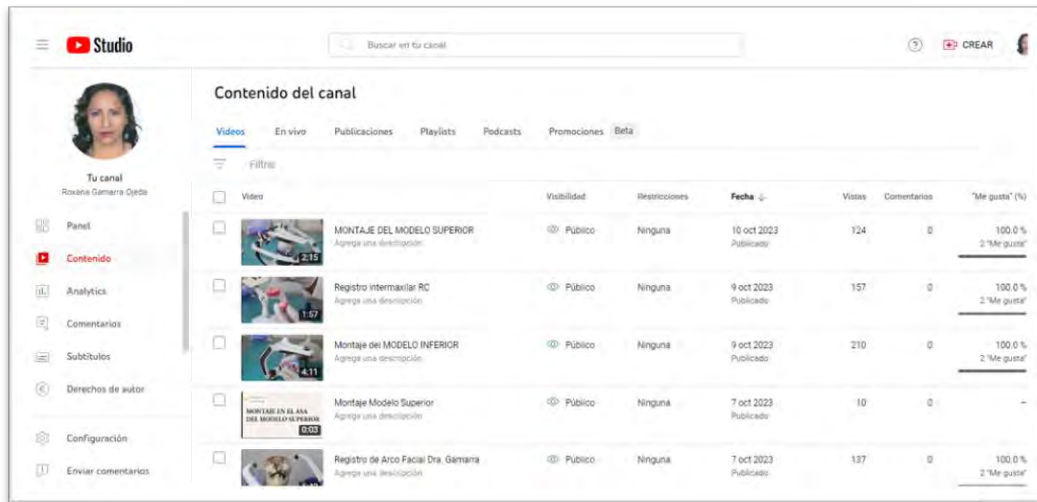 Studio
Buscar en tu canal
CREAR
Contenido del canal
Videos En vivo Publicaciones Playlists Podcasts Promociones Beta
Filtrar
Tu canal
Roxana Gamarra Ojeda
Panel
Contenido
Analytics
Comentarios
Subtítulos
Derechos de autor
Configuración
Enviar comentarios
Video Visibilidad Restricciones Fecha Vistas Comentarios "Me gusta" (%)
MONTAJE DEL MODELO SUPERIOR Público Ninguna 10 oct 2023 124 0 100.0 %
Agrega una descripción Publicado 2 "Me gusta"
2:15
Registro intermaxilar RC Público Ninguna 9 oct 2023 157 0 100.0 %
Agrega una descripción Publicado 2 "Me gusta"
1:57
Montaje del MODELO INFERIOR Público Ninguna 9 oct 2023 210 0 100.0 %
Agrega una descripción Publicado 2 "Me gusta"
4:11
Montaje Modelo Superior Público Ninguna 7 oct 2023 10 0 –
Agrega una descripción Publicado
MONTAJE EN EL ASA
DEL MODELO SUPERIOR
0:03
Registro de Arco Facial Dra. Gamarra Público Ninguna 7 oct 2023 137 0 100.0 %
Agrega una descripción Publicado 2 "Me gusta"